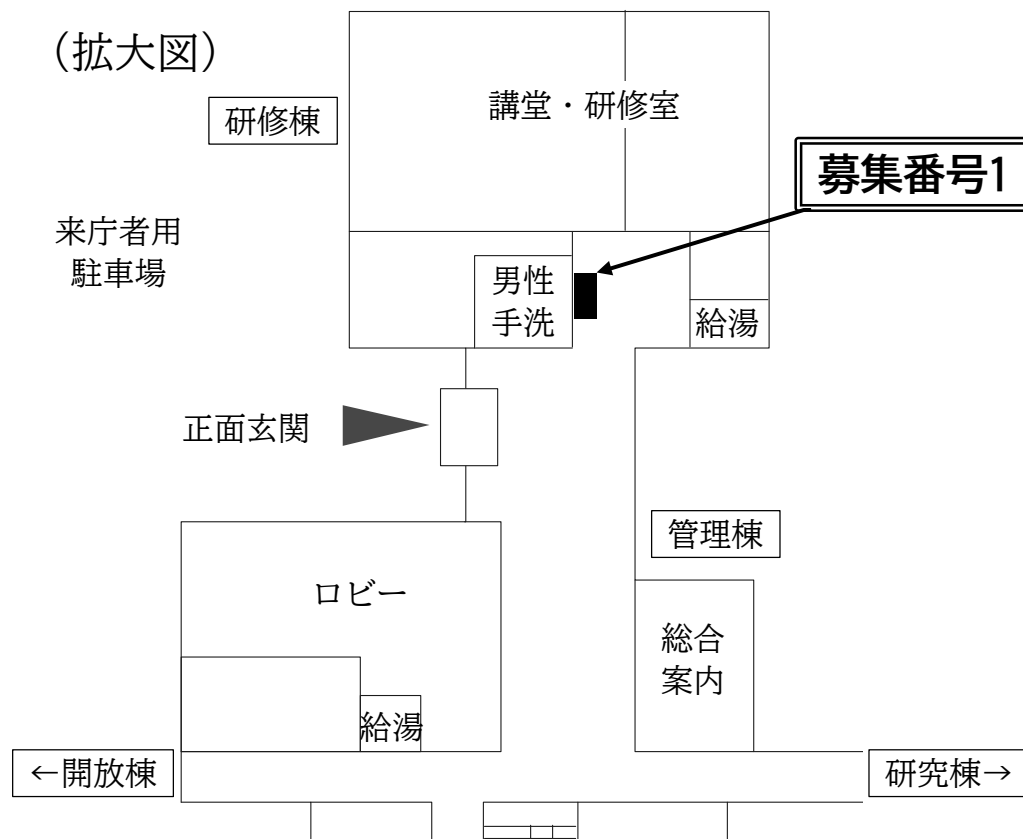 （拡大図）
講堂・研修室
研修棟
募集番号1
来庁者用
駐車場
男性
手洗
給湯
正面玄関
管理棟
ロビー
総合
案内
給湯
←開放棟
研究棟→